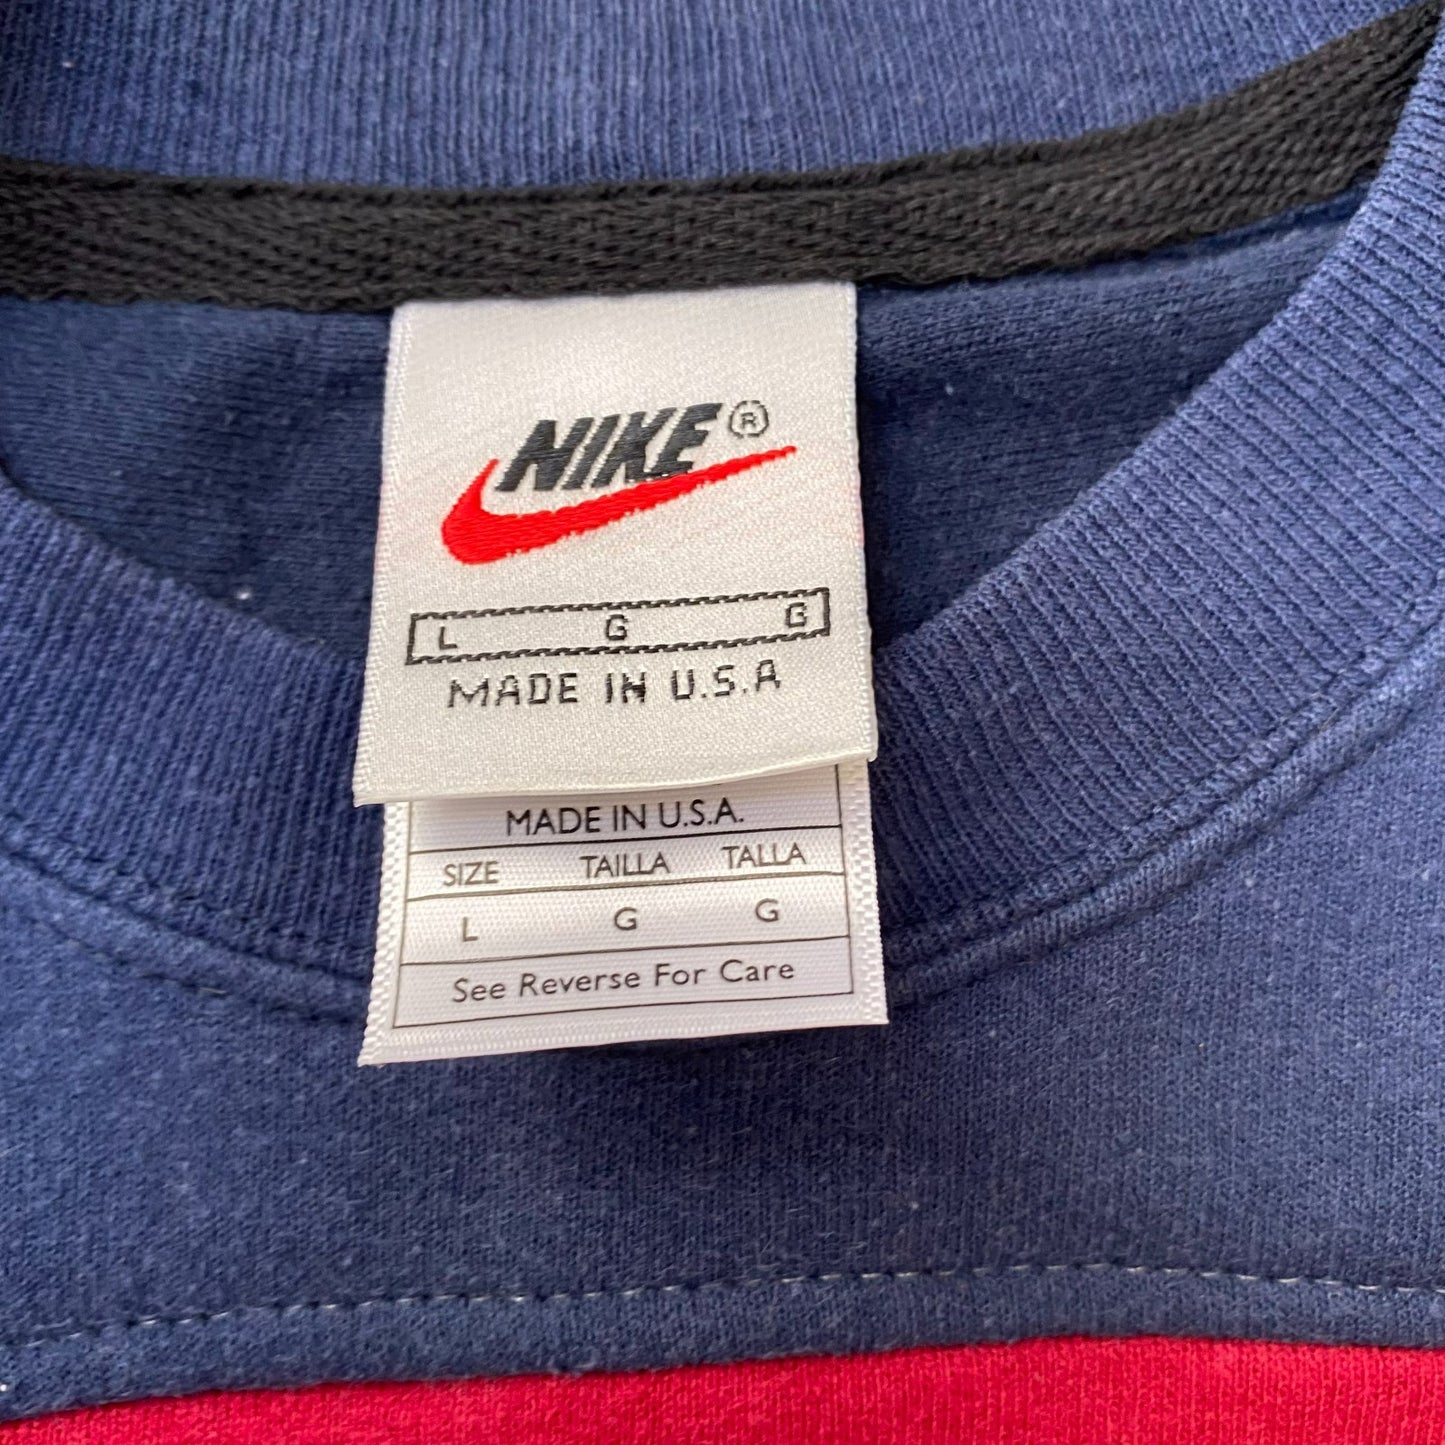 NIKE®
L G G
MADE IN U.S.A
MADE IN U.S.A.
SIZE TAILLA TALLA
L G G
See Reverse For Care